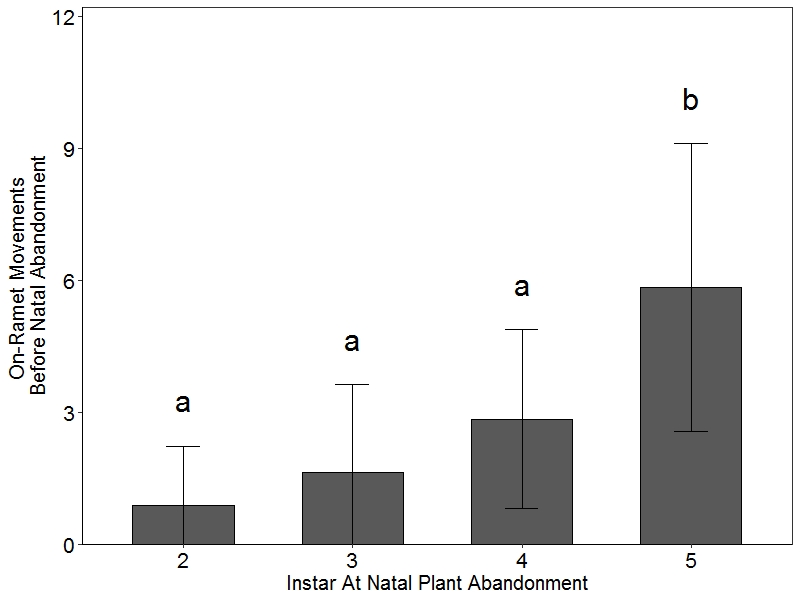 12
9
6
3
0
On-Ramet Movements
Before Natal Abandonment
a
a
a
b
2 3 4 5
Instar At Natal Plant Abandonment